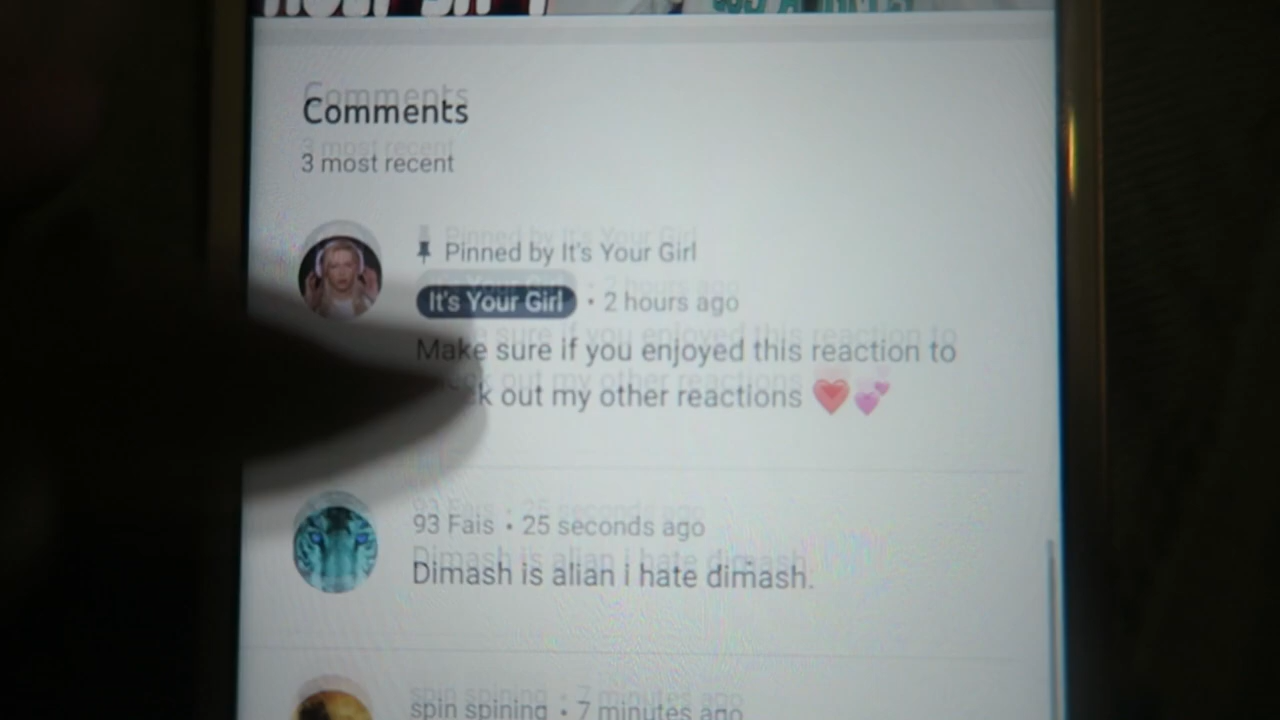 Comments
3 most recent
Pinned by It's Your Girl
It's Your Girl • 2 hours ago
Make sure if you enjoyed this reaction to
out my other reactions ❤️💕
93 Fais • 25 seconds ago
Dimash is alian i hate dimash.
spin spining • 7 minutes ago